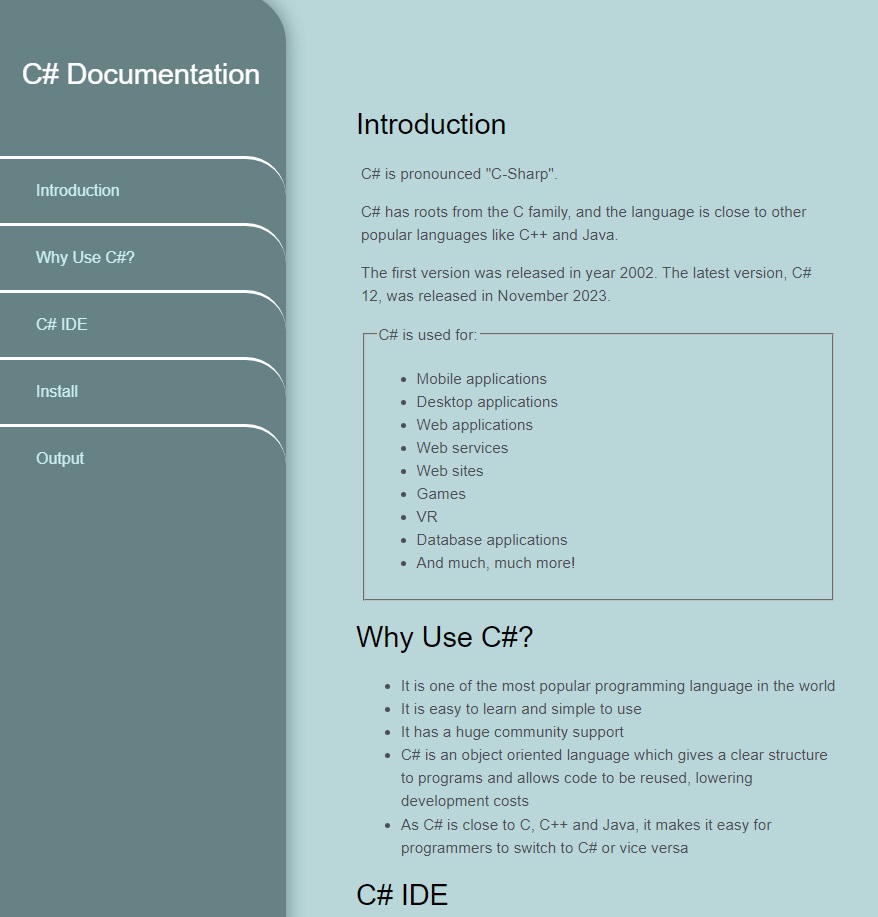 C# Documentation
Introduction
Why Use C#?
C# IDE
Install
Output
Introduction
C# is pronounced "C-Sharp".
C# has roots from the C family, and the language is close to other
popular languages like C++ and Java.
The first version was released in year 2002. The latest version, C#
12, was released in November 2023.
C# is used for:
Mobile applications
Desktop applications
Web applications
Web services
Web sites
Games
VR
Database applications
And much, much more!
Why Use C#?
It is one of the most popular programming language in the world
It is easy to learn and simple to use
It has a huge community support
C# is an object oriented language which gives a clear structure
to programs and allows code to be reused, lowering
development costs
As C# is close to C, C++ and Java, it makes it easy for
programmers to switch to C# or vice versa
C# IDE